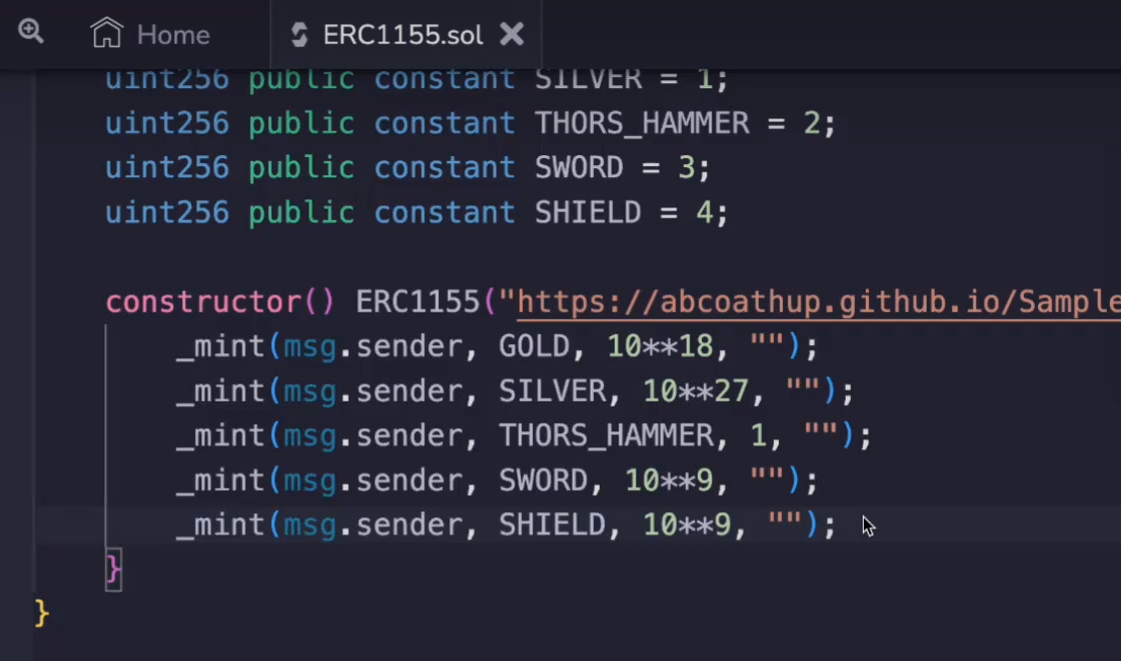 Home ERC1155.sol
uint256 public constant SILVER = 1;
uint256 public constant THORS_HAMMER = 2;
uint256 public constant SWORD = 3;
uint256 public constant SHIELD = 4;
constructor() ERC1155("https://abcoathup.github.io/Sample
_mint(msg.sender, GOLD, 10**18, "");
_mint(msg.sender, SILVER, 10**27, "");
_mint(msg.sender, THORS_HAMMER, 1, "");
_mint(msg.sender, SWORD, 10**9, "");
_mint(msg.sender, SHIELD, 10**9, "");
}
}